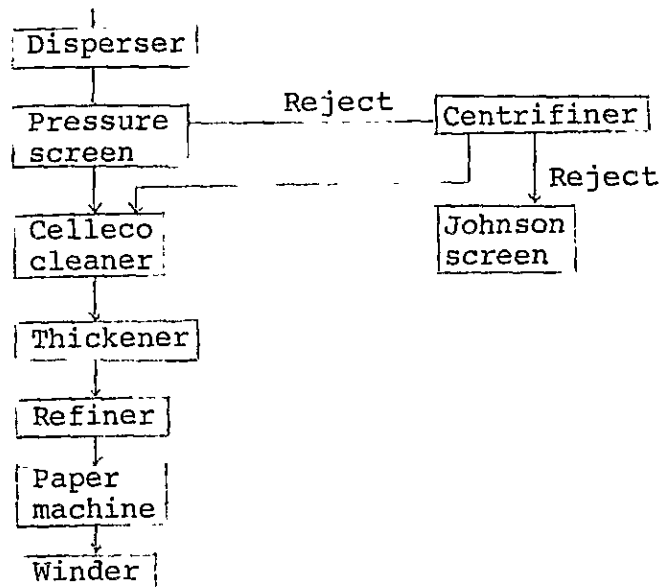 Disperser
Reject
Pressure
screen
Centrifiner
Reject
Celleco
cleaner
Johnson
screen
Thickener
Refiner
Paper
machine
Winder